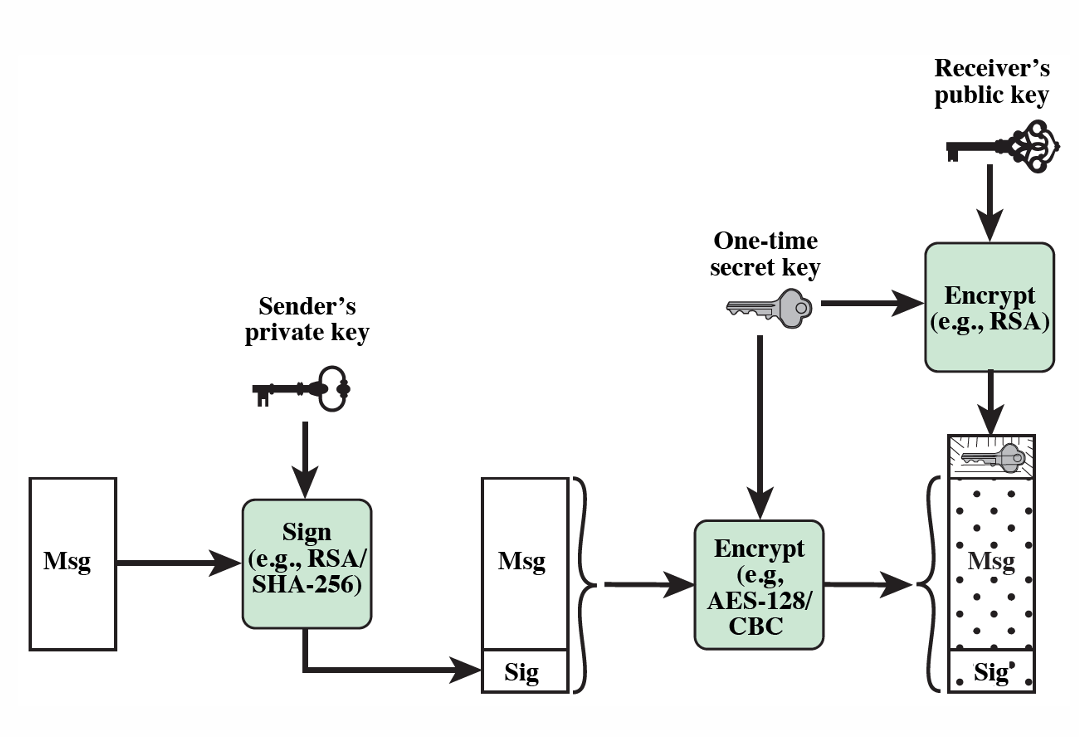 Receiver's
public key
One-time
secret key
Encrypt
(e.g., RSA)
Sender's
private key
Msg
Sign
(e.g., RSA/
SHA-256)
Msg
Sig
Encrypt
(e.g,
AES-128/
CBC
Msg
Sig